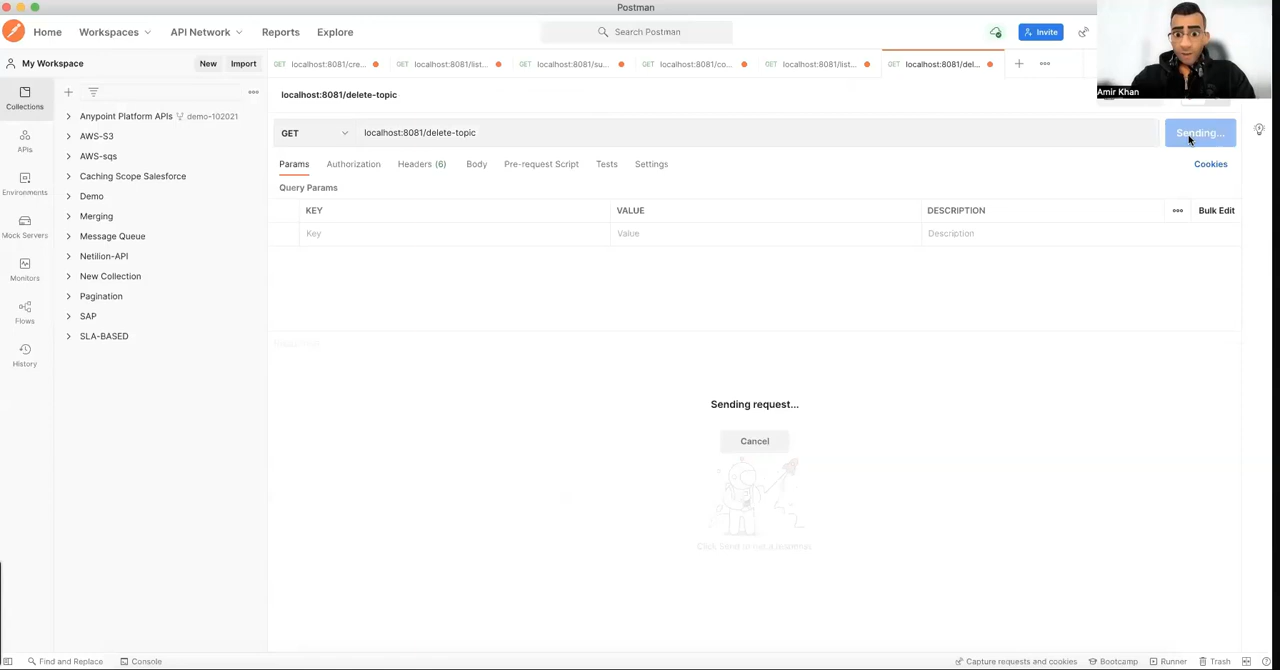 Postman
Home
Workspaces
API Network
Reports
Explore
Search Postman
Invite
Amir Khan
My Workspace
New
Import
GET localhost:8081/cre...
GET localhost:8081/list...
GET localhost:8081/su...
GET localhost:8081/co...
GET localhost:8081/list...
GET localhost:8081/del...
Collections
APIs
Environments
Mock Servers
Monitors
Flows
History
Anypoint Platform APIs demo-102021
AWS-S3
AWS-sqs
Caching Scope Salesforce
Demo
Merging
Message Queue
Netilion-API
New Collection
Pagination
SAP
SLA-BASED
localhost:8081/delete-topic
GET localhost:8081/delete-topic
Sending...
Params
Authorization
Headers (6)
Body
Pre-request Script
Tests
Settings
Cookies
Query Params
KEY VALUE DESCRIPTION Bulk Edit
Key Value Description
Sending request...
Cancel
Click Send to get a response
Find and Replace
Console
Capture requests and cookies
Bootcamp
Runner
Trash